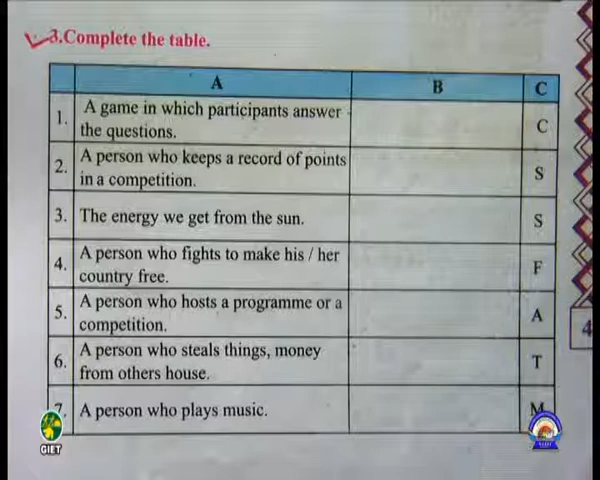 3.Complete the table.
A B C
1. A game in which participants answer
the questions. C
2. A person who keeps a record of points
in a competition. S
3. The energy we get from the sun. S
4. A person who fights to make his / her
country free. F
5. A person who hosts a programme or a
competition. A
6. A person who steals things, money
from others house. T
7. A person who plays music. M
4
GIET